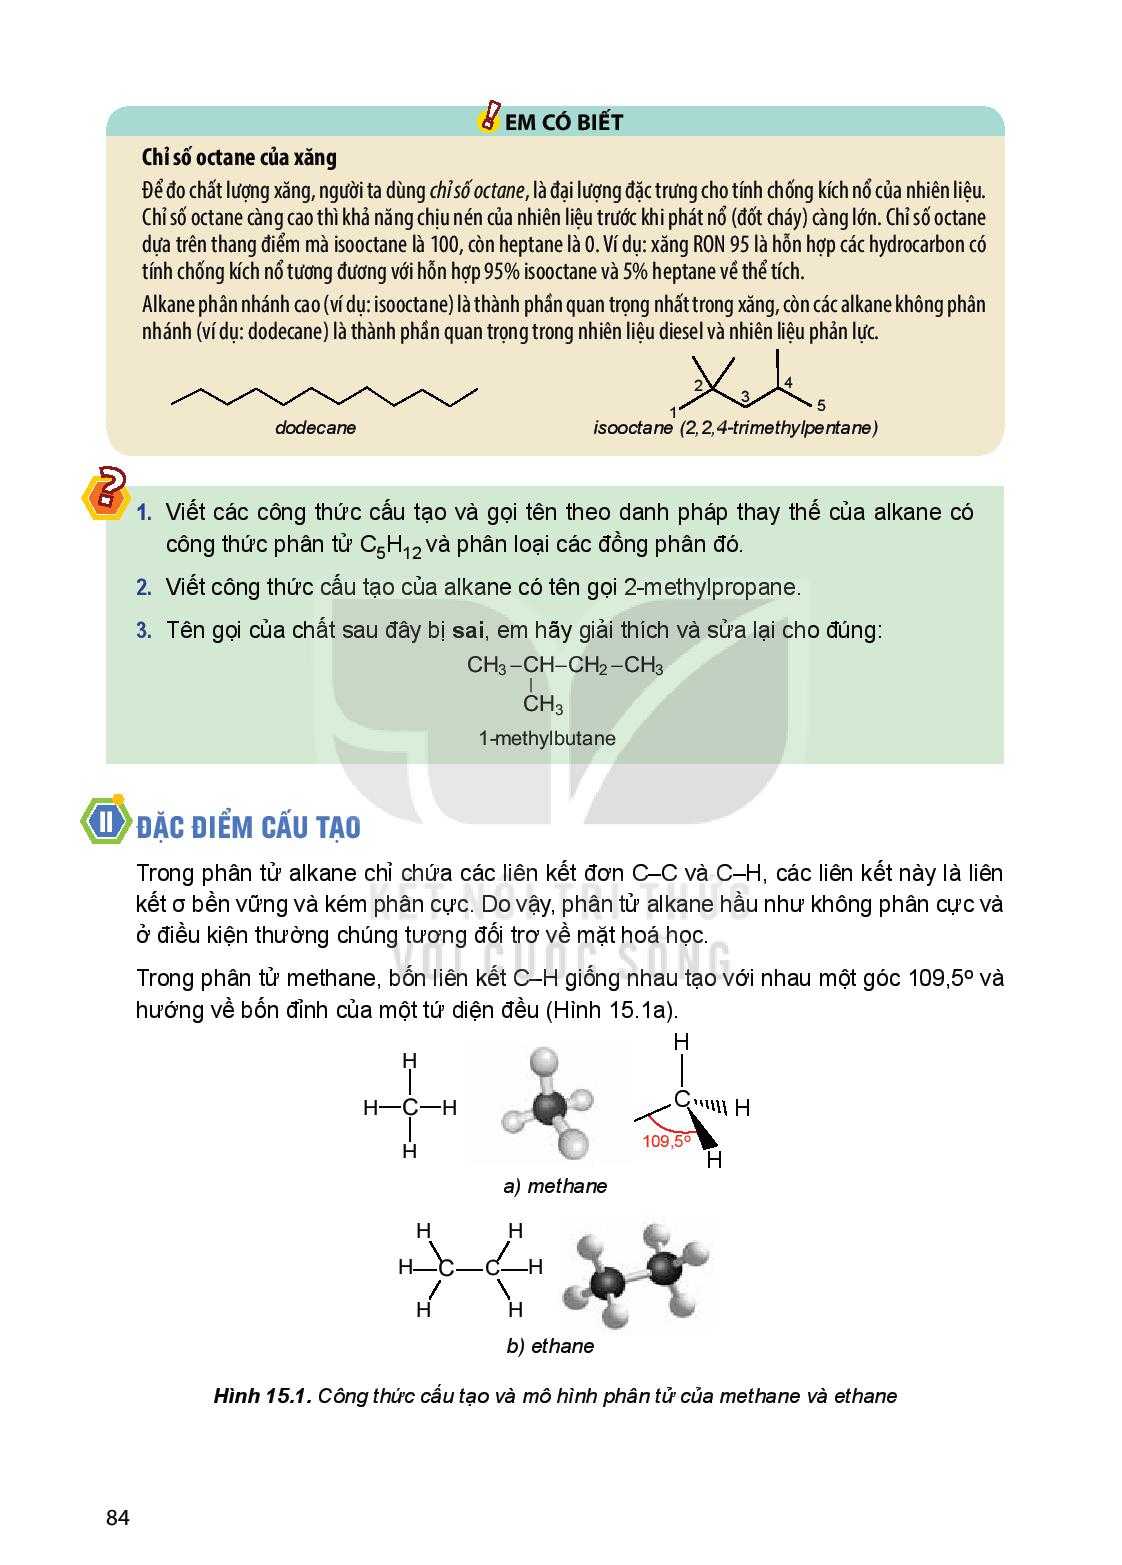 EM CÓ BIẾT
Chỉ số octane của xăng
Để đo chất lượng xăng, người ta dùng chỉ số octane, là đại lượng đặc trưng cho tính chống kích nổ của nhiên liệu.
Chỉ số octane càng cao thì khả năng chịu nén của nhiên liệu trước khi phát nổ (đốt cháy) càng lớn. Chỉ số octane
dựa trên thang điểm mà isooctane là 100, còn heptane là 0. Ví dụ: xăng RON 95 là hỗn hợp các hydrocarbon có
tính chống kích nổ tương đương với hỗn hợp 95% isooctane và 5% heptane về thể tích.
Alkane phân nhánh cao (ví dụ: isooctane) là thành phần quan trọng nhất trong xăng, còn các alkane không phân
nhánh (ví dụ: dodecane) là thành phần quan trọng trong nhiên liệu diesel và nhiên liệu phản lực.
1 2 3 4 5
dodecane
isooctane (2,2,4-trimethylpentane)
?
1. Viết các công thức cấu tạo và gọi tên theo danh pháp thay thế của alkane có
công thức phân tử C5H12 và phân loại các đồng phân đó.
2. Viết công thức cấu tạo của alkane có tên gọi 2-methylpropane.
3. Tên gọi của chất sau đây bị sai, em hãy giải thích và sửa lại cho đúng:
CH3–CH–CH2–CH3
|
CH3
1-methylbutane
II ĐẶC ĐIỂM CẤU TẠO
Trong phân tử alkane chỉ chứa các liên kết đơn C–C và C–H, các liên kết này là liên
kết σ bền vững và kém phân cực. Do vậy, phân tử alkane hầu như không phân cực và
ở điều kiện thường chúng tương đối trơ về mặt hoá học.
KẾT NỐI TRI THỨC
VỚI CUỘC SỐNG
Trong phân tử methane, bốn liên kết C–H giống nhau tạo với nhau một góc 109,5º và
hướng về bốn đỉnh của một tứ diện đều (Hình 15.1a).
H
H–C–H
H
H
C H
109,5º
H
a) methane
H H
H–C–C–H
H H
b) ethane
Hình 15.1. Công thức cấu tạo và mô hình phân tử của methane và ethane
84